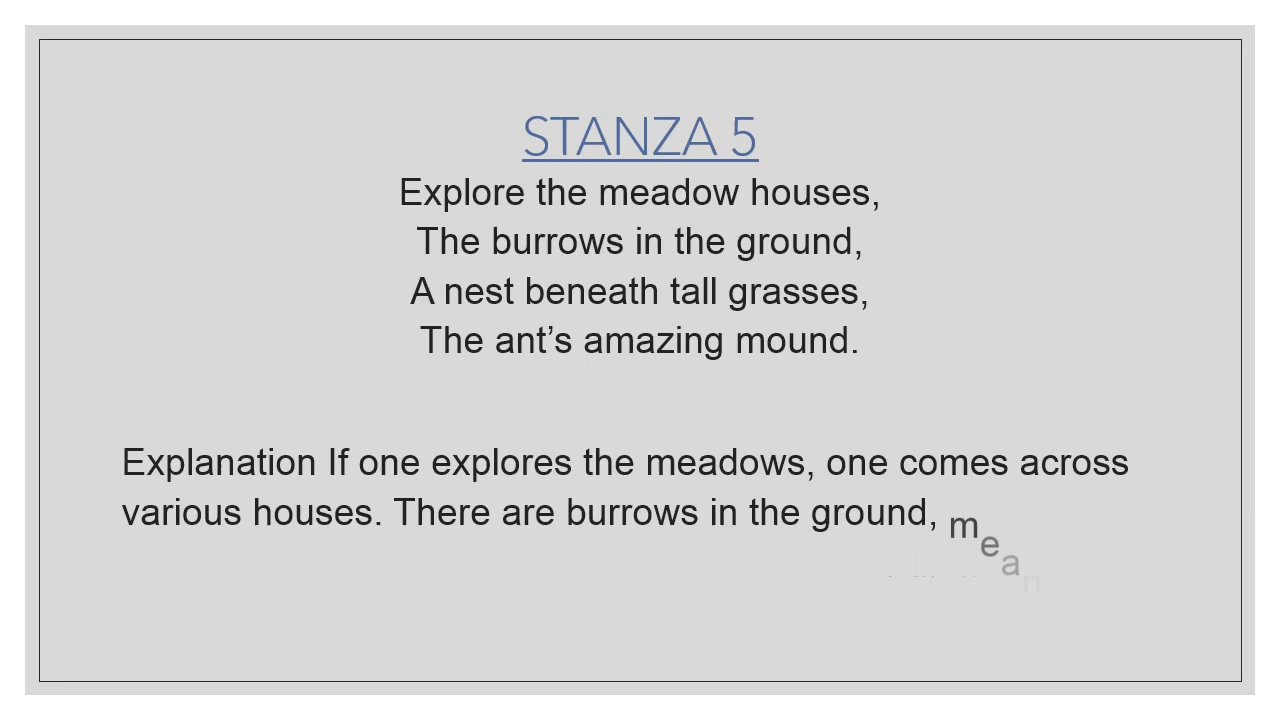 STANZA 5
Explore the meadow houses,
The burrows in the ground,
A nest beneath tall grasses,
The ant’s amazing mound.
Explanation If one explores the meadows, one comes across
various houses. There are burrows in the ground, mean